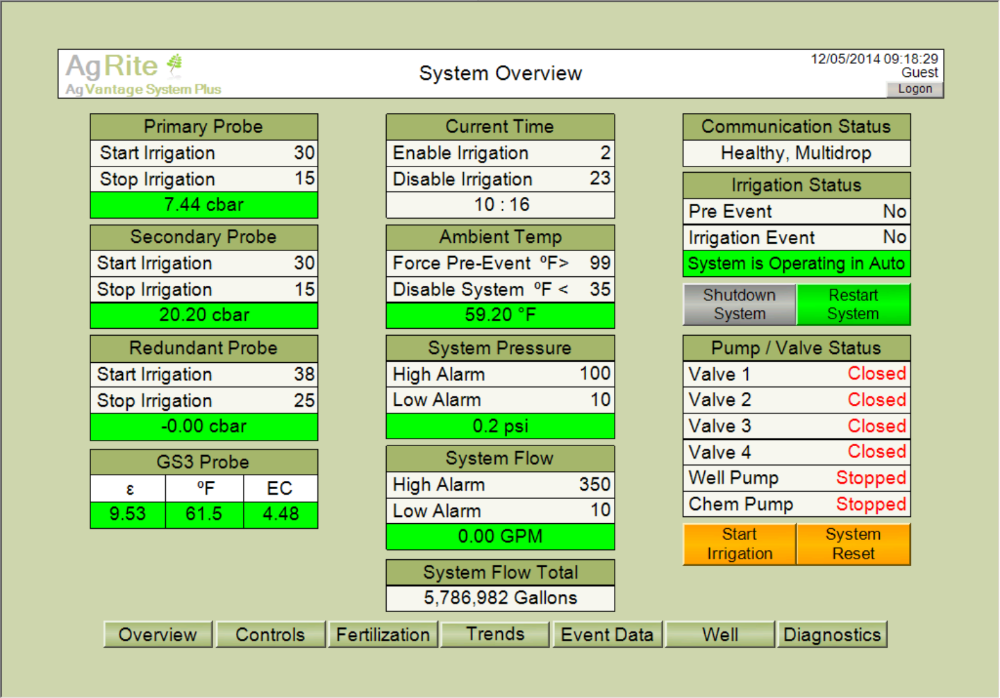 AgRite
AgVantage System Plus
System Overview
12/05/2014 09:18:29
Guest
Logon
Primary Probe
Start Irrigation 30
Stop Irrigation 15
7.44 cbar
Secondary Probe
Start Irrigation 30
Stop Irrigation 15
20.20 cbar
Redundant Probe
Start Irrigation 38
Stop Irrigation 25
-0.00 cbar
GS3 Probe
ε ºF EC
9.53 61.5 4.48
Current Time
Enable Irrigation 2
Disable Irrigation 23
10 : 16
Ambient Temp
Force Pre-Event ºF> 99
Disable System ºF < 35
59.20 °F
System Pressure
High Alarm 100
Low Alarm 10
0.2 psi
System Flow
High Alarm 350
Low Alarm 10
0.00 GPM
System Flow Total
5,786,982 Gallons
Communication Status
Healthy, Multidrop
Irrigation Status
Pre Event No
Irrigation Event No
System is Operating in Auto
Shutdown
System
Restart
System
Pump / Valve Status
Valve 1 Closed
Valve 2 Closed
Valve 3 Closed
Valve 4 Closed
Well Pump Stopped
Chem Pump Stopped
Start
Irrigation
System
Reset
Overview Controls Fertilization Trends Event Data Well Diagnostics